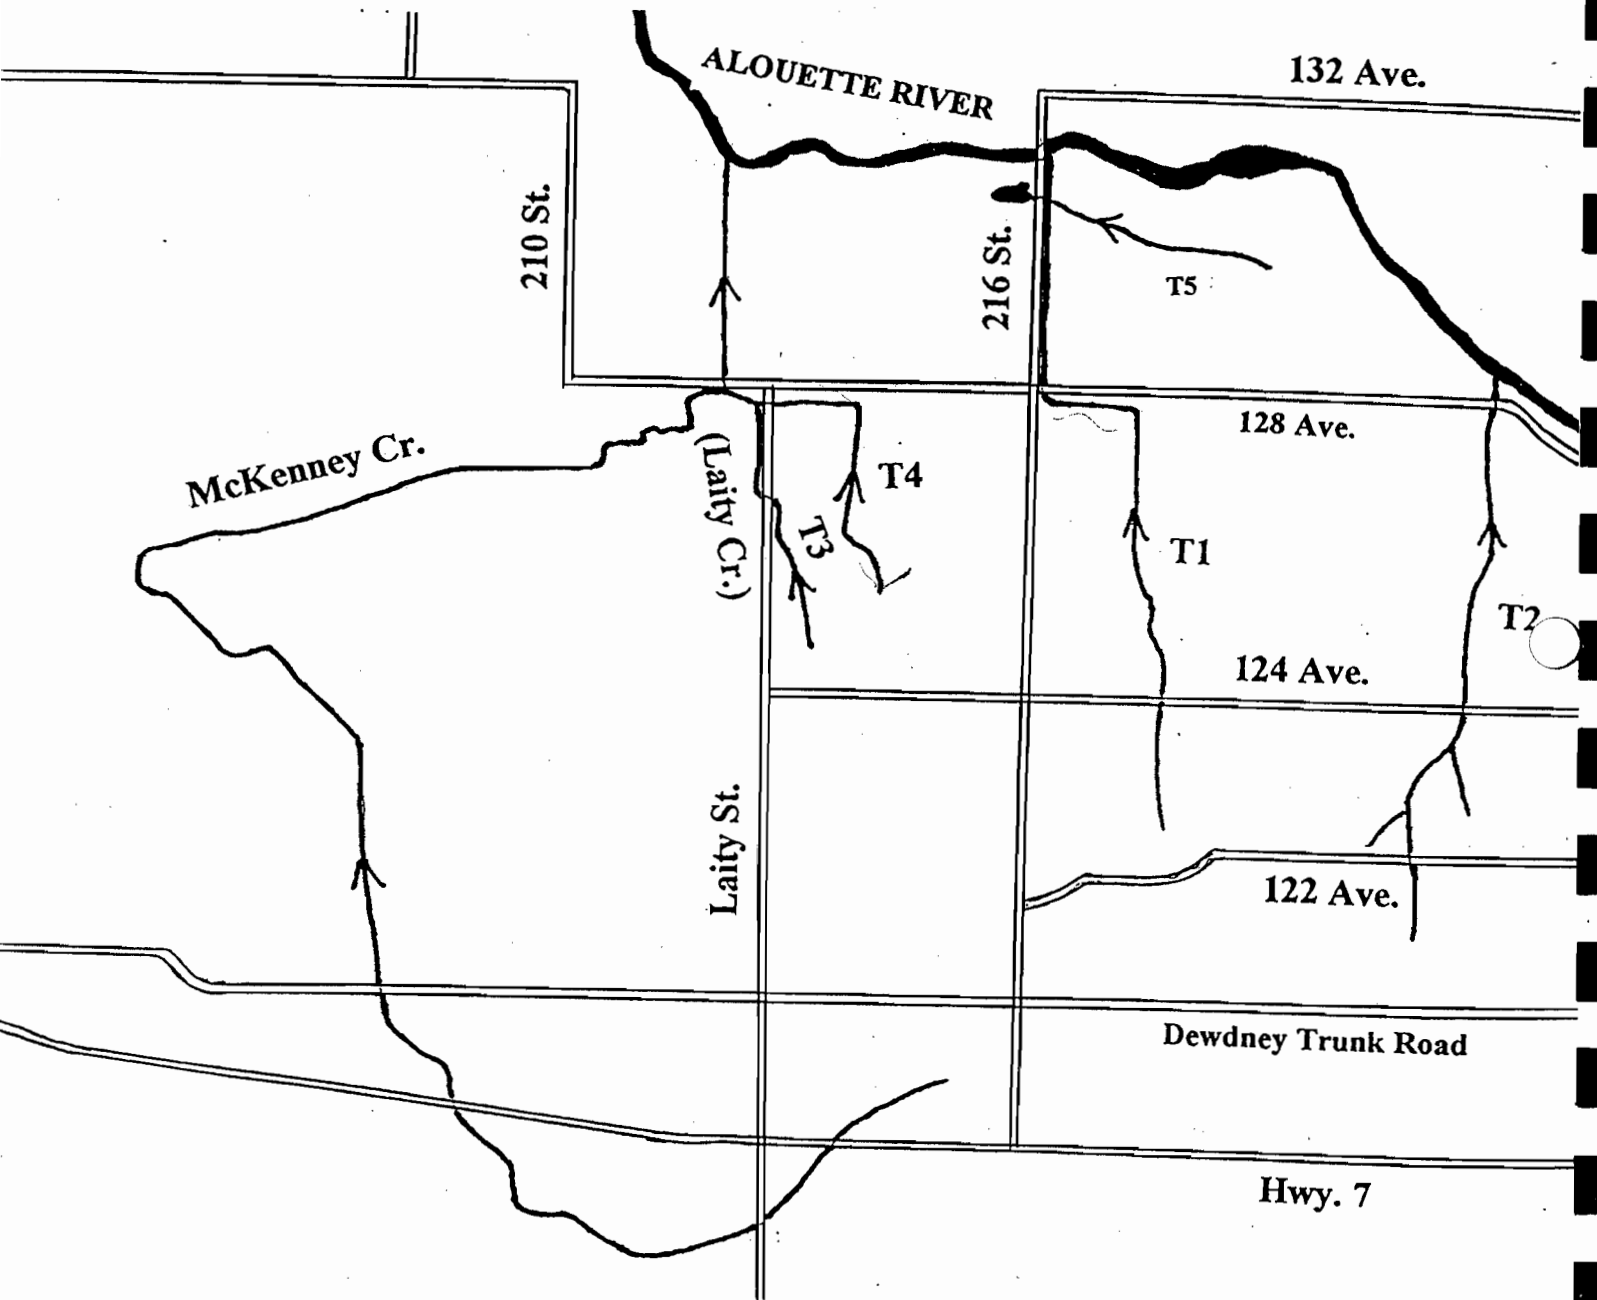 ALOUETTE RIVER
132 Ave.
210 St.
216 St.
T5
128 Ave.
McKenney Cr.
(Laity Cr.)
T4
T3
T1
T2
124 Ave.
Laity St.
122 Ave.
Dewdney Trunk Road
Hwy. 7